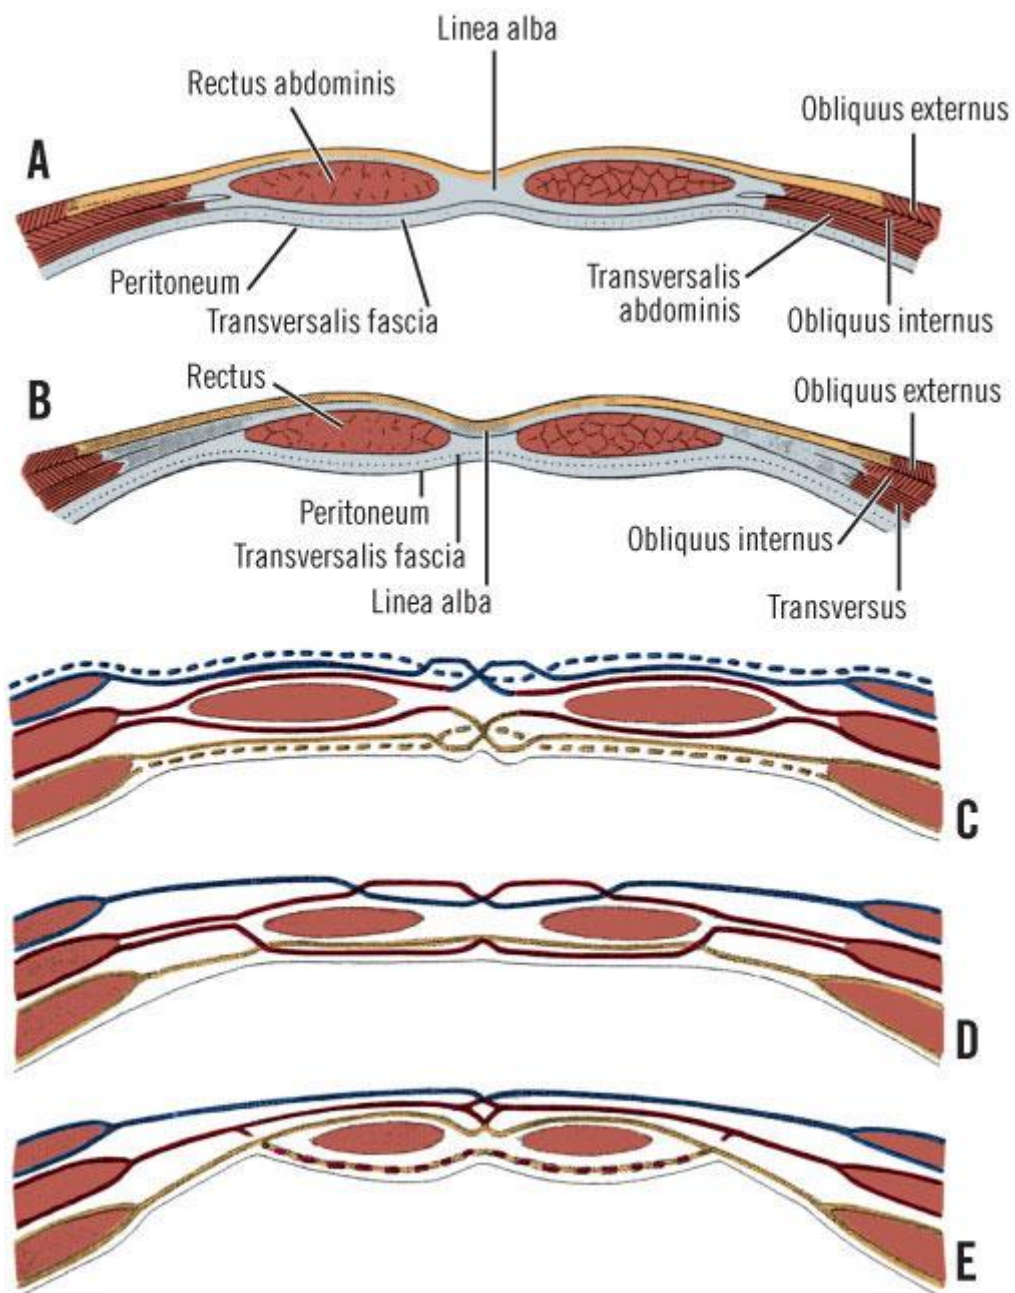 Linea alba
Rectus abdominis
Obliquus externus
A
Peritoneum
Transversalis fascia
Transversalis
abdominis
Obliquus internus
Rectus
B
Obliquus externus
Peritoneum
Transversalis fascia
Linea alba
Obliquus internus
Transversus
C
D
E